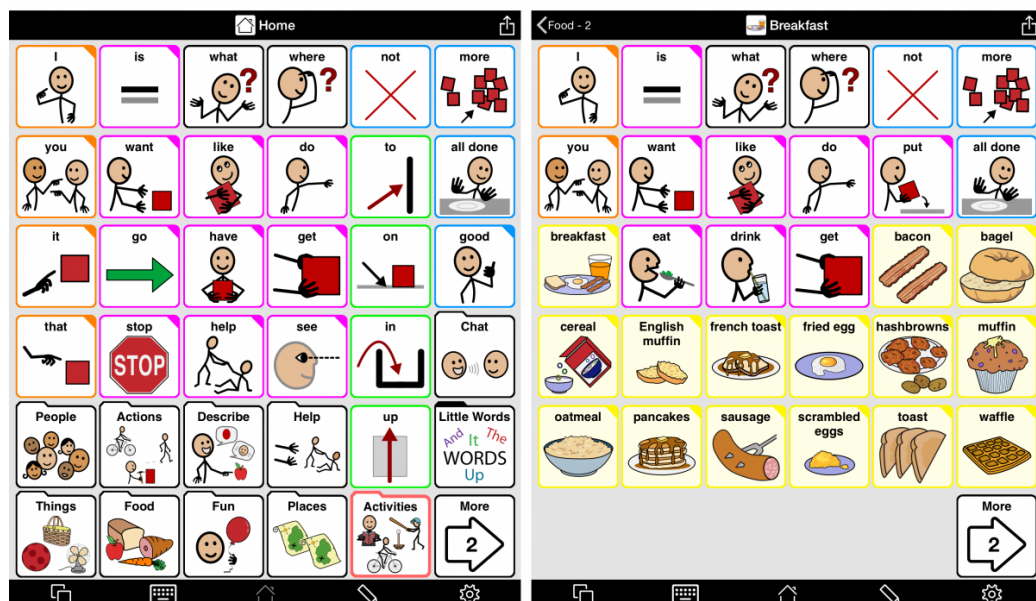 Home
I is what where not more
you want like do to all done
it go have get on good
that stop help see in Chat
STOP
People Actions Describe Help up Little Words
And It The
WORDS
Up
Things Food Fun Places Activities More
2
Food - 2 Breakfast
I is what where not more
you want like do put all done
breakfast eat drink get bacon bagel
cereal English muffin french toast fried egg hashbrowns muffin
oatmeal pancakes sausage scrambled eggs toast waffle
More
2